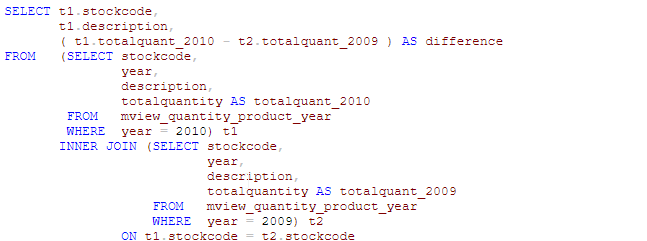 SELECT t1.stockcode,
t1.description,
( t1.totalquant_2010 - t2.totalquant_2009 ) AS difference
FROM (SELECT stockcode,
year,
description,
totalquantity AS totalquant_2010
FROM mview_quantity_product_year
WHERE year = 2010) t1
INNER JOIN (SELECT stockcode,
year,
description,
totalquantity AS totalquant_2009
FROM mview_quantity_product_year
WHERE year = 2009) t2
ON t1.stockcode = t2.stockcode